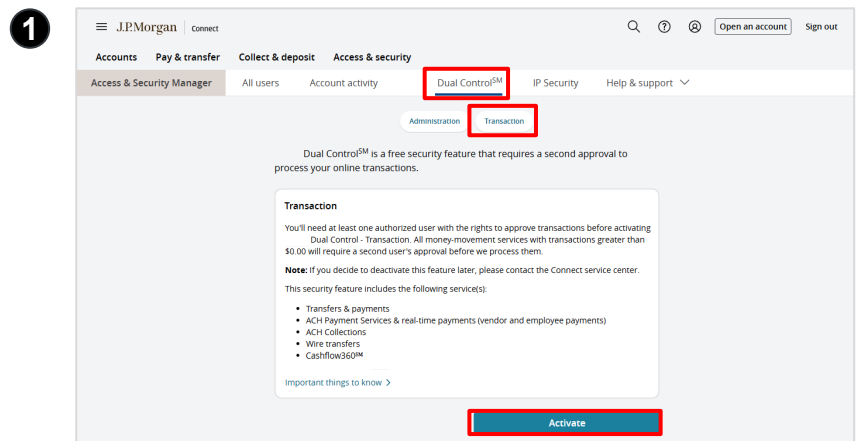 1
J.P.Morgan | Connect
Open an account
Sign out
Accounts Pay & transfer Collect & deposit Access & security
Access & Security Manager All users Account activity Dual Control℠ IP Security Help & support
Administration Transaction
Dual Control℠ is a free security feature that requires a second approval to
process your online transactions.
Transaction
You'll need at least one authorized user with the rights to approve transactions before activating
Dual Control - Transaction. All money-movement services with transactions greater than
$0.00 will require a second user's approval before we process them.
Note: If you decide to deactivate this feature later, please contact the Connect service center.
This security feature includes the following service(s):
• Transfers & payments
• ACH Payment Services & real-time payments (vendor and employee payments)
• ACH Collections
• Wire transfers
• Cashflow360℠
Important things to know >
Activate